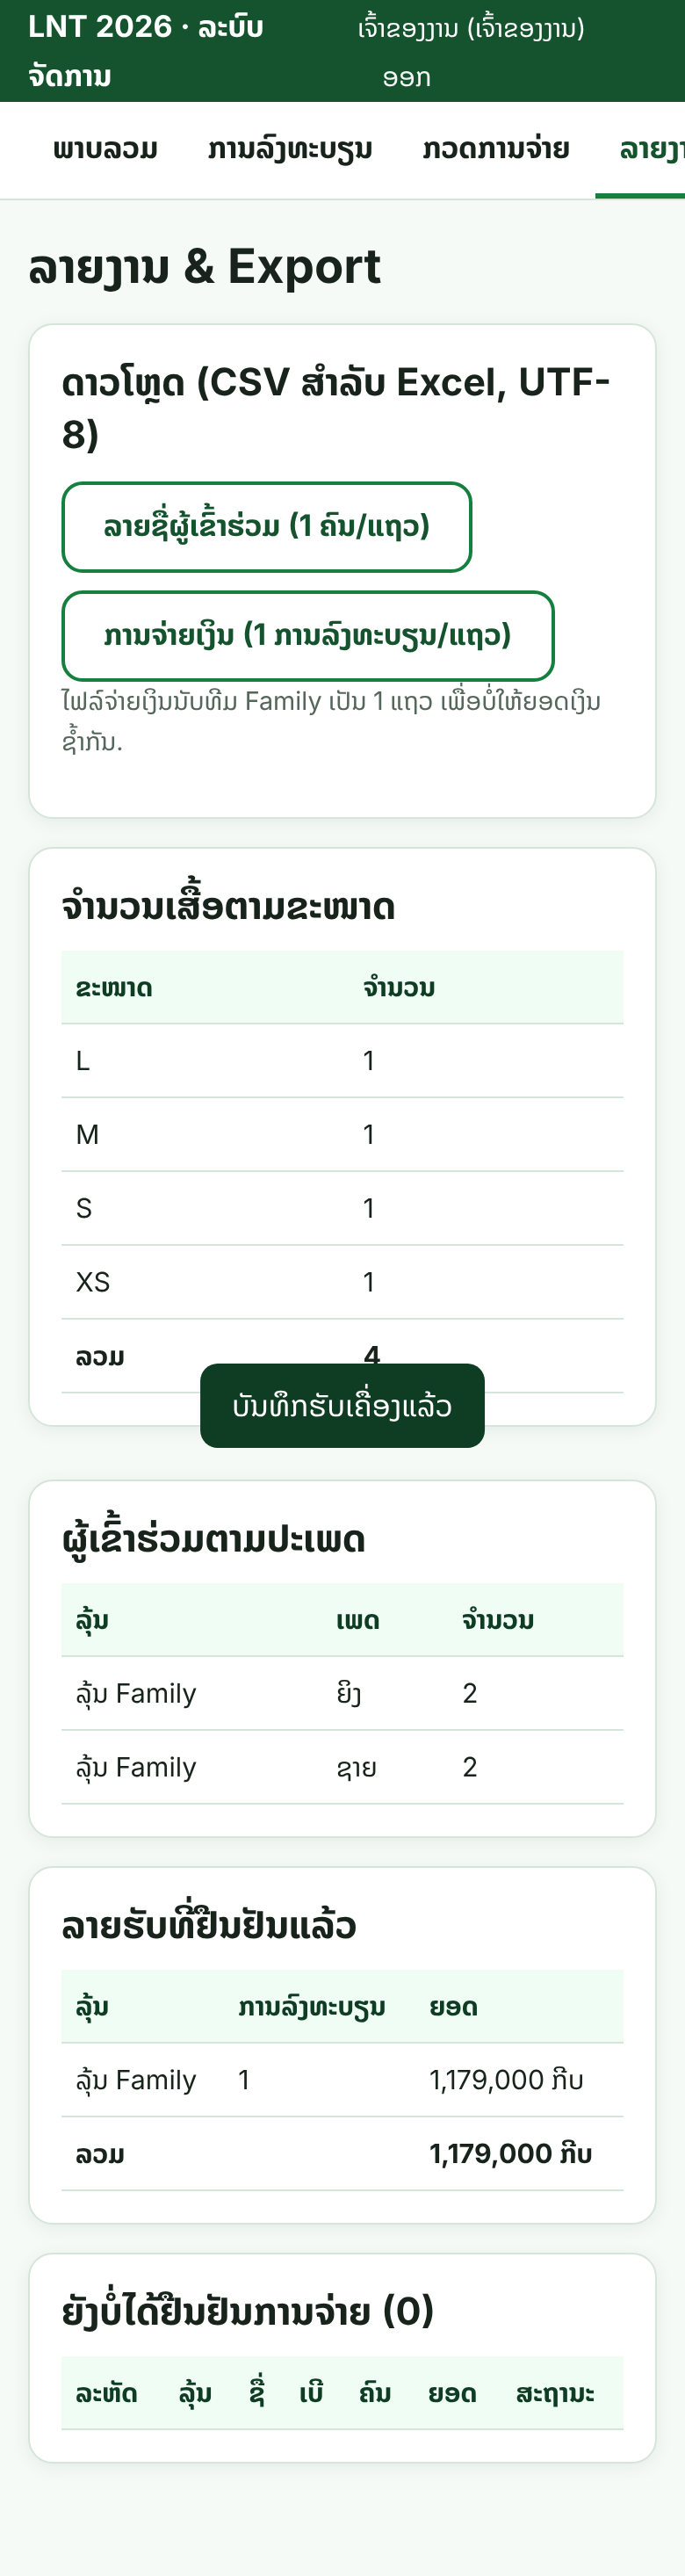 LNT 2026 · ລະບົບ
ຈັດການ
ເຈົ້າຂອງງານ (ເຈົ້າຂອງງານ)
ອອກ
ພາບລວມ ການລົງທະບຽນ ກວດການຈ່າຍ ລາຍງາ
ລາຍງານ & Export
ດາວໂຫຼດ (CSV ສຳລັບ Excel, UTF-
8)
ລາຍຊື່ຜູ້ເຂົ້າຮ່ວມ (1 ຄົນ/ແຖວ)
ການຈ່າຍເງິນ (1 ການລົງທະບຽນ/ແຖວ)
ໄຟລ໌ຈ່າຍເງິນນັບທີມ Family ເປັນ 1 ແຖວ ເພື່ອບໍ່ໃຫ້ຍອດເງິນ
ຊ້ຳກັນ.
ຈຳນວນເສື້ອຕາມຂະໜາດ
ຂະໜາດ ຈຳນວນ
L 1
M 1
S 1
XS 1
ລວມ 4
ບັນທຶກຮັບເຄື່ອງແລ້ວ
ຜູ້ເຂົ້າຮ່ວມຕາມປະເພດ
ລຸ້ນ ເພດ ຈຳນວນ
ລຸ້ນ Family ຍິງ 2
ລຸ້ນ Family ຊາຍ 2
ລາຍຮັບທີ່ຢືນຢັນແລ້ວ
ລຸ້ນ ການລົງທະບຽນ ຍອດ
ລຸ້ນ Family 1 1,179,000 ກີບ
ລວມ 1,179,000 ກີບ
ຍັງບໍ່ໄດ້ຢືນຢັນການຈ່າຍ (0)
ລະຫັດ ລຸ້ນ ຊື່ ເບີ ຄົນ ຍອດ ສະຖານະ